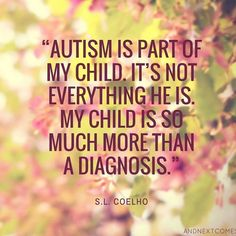 “AUTISM IS PART OF
MY CHILD. IT’S NOT
EVERYTHING HE IS.
MY CHILD IS SO
MUCH MORE THAN
A DIAGNOSIS.”
S.L. COELHO
ANDNEXTCOMES